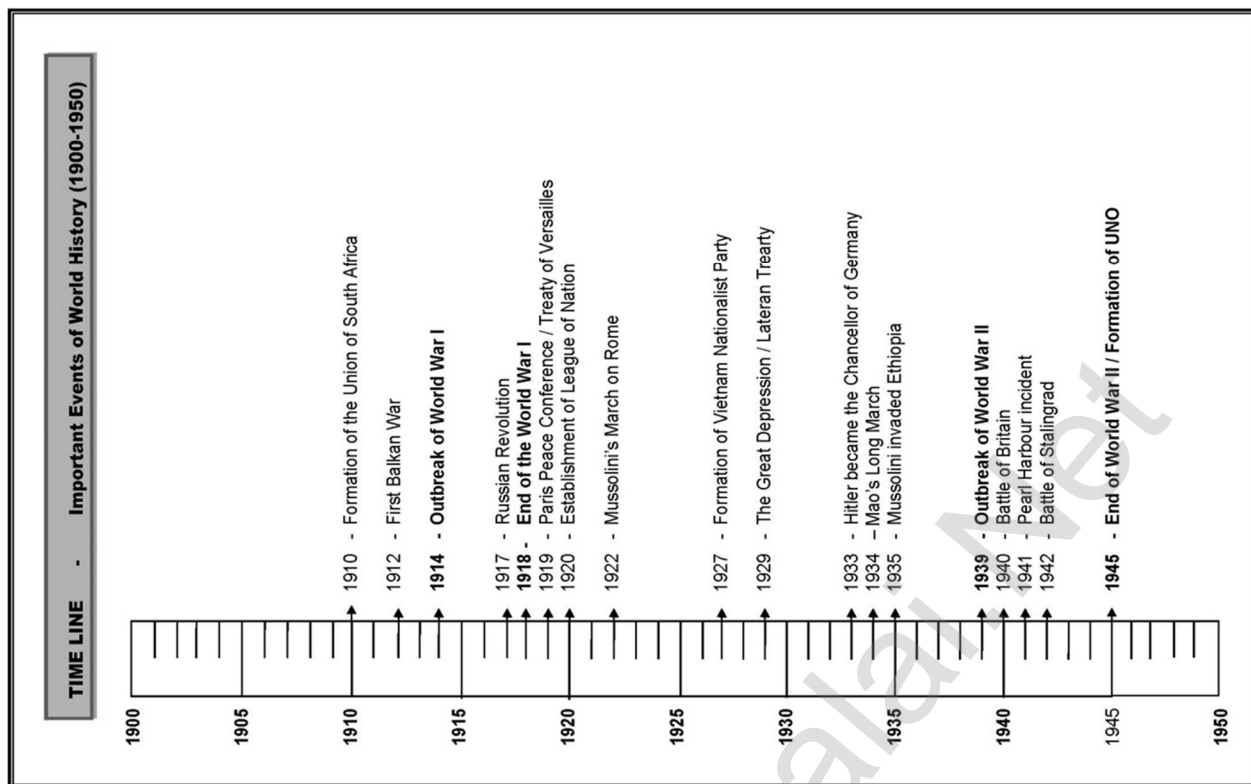 TIME LINE - Important Events of World History (1900-1950)
1900
1905
1910
1915
1920
1925
1930
1935
1940
1945
1950
1910 - Formation of the Union of South Africa
1912 - First Balkan War
1914 - Outbreak of World War I
1917 - Russian Revolution
1918 - End of the World War I
1919 - Paris Peace Conference / Treaty of Versailles
1920 - Establishment of League of Nation
1922 - Mussolini's March on Rome
1927 - Formation of Vietnam Nationalist Party
1929 - The Great Depression / Lateran Trearty
1933 - Hitler became the Chancellor of Germany
1934 – Mao's Long March
1935 - Mussolini invaded Ethiopia
1939 - Outbreak of World War II
1940 - Battle of Britain
1941 - Pearl Harbour incident
1942 - Battle of Stalingrad
1945 - End of World War II / Formation of UNO
alai.Net